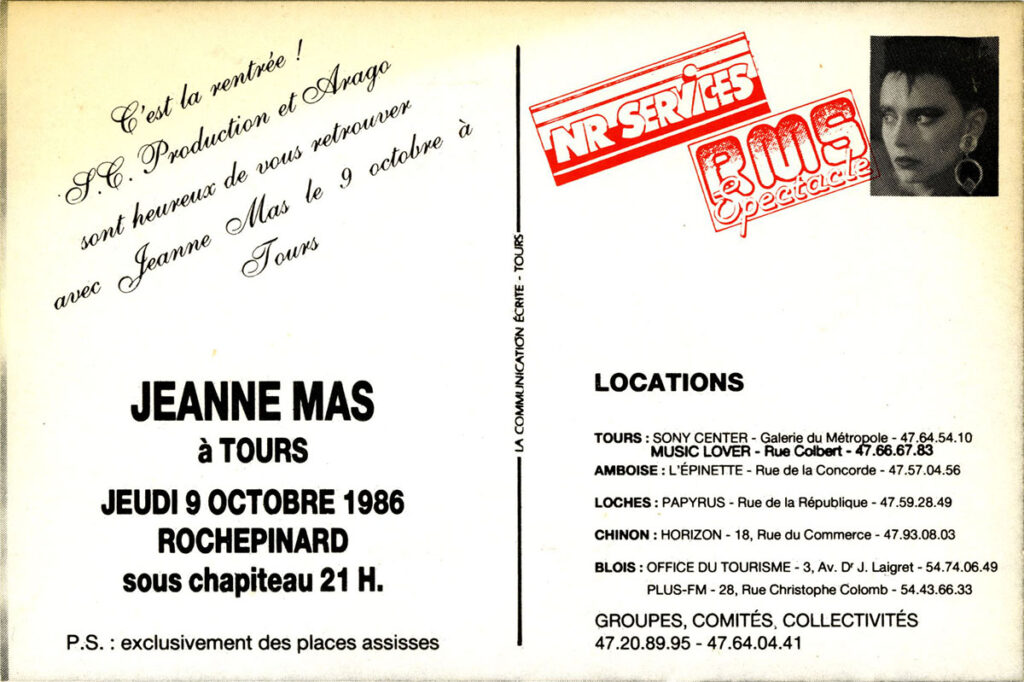 C'est la rentrée !
S.C. Production et Arago
sont heureux de vous retrouver
avec Jeanne Mas le 9 octobre à
Tours
JEANNE MAS
à TOURS
JEUDI 9 OCTOBRE 1986
ROCHEPINARD
sous chapiteau 21 H.
P.S. : exclusivement des places assisses
LA COMMUNICATION ÉCRITE - TOURS
NR SERVICES
RMS
Spectacle
LOCATIONS
TOURS : SONY CENTER - Galerie du Métropole - 47.64.54.10
MUSIC LOVER - Rue Colbert - 47.66.67.83
AMBOISE : L'ÉPINETTE - Rue de la Concorde - 47.57.04.56
LOCHES : PAPYRUS - Rue de la République - 47.59.28.49
CHINON : HORIZON - 18, Rue du Commerce - 47.93.08.03
BLOIS : OFFICE DU TOURISME - 3, Av. Dr J. Laigret - 54.74.06.49
PLUS-FM - 28, Rue Christophe Colomb - 54.43.66.33
GROUPES, COMITÉS, COLLECTIVITÉS
47.20.89.95 - 47.64.04.41